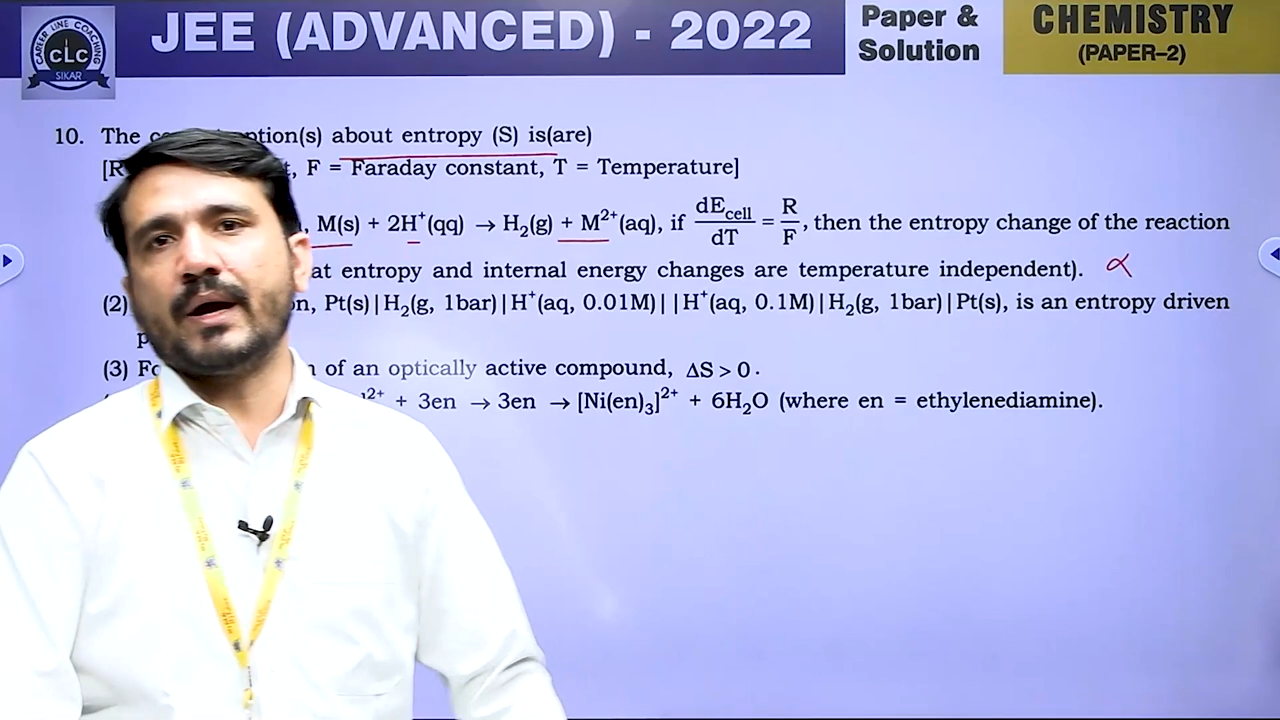 JEE (ADVANCED) - 2022
Paper &
Solution
CHEMISTRY
(PAPER–2)
CAREER LINE COACHING
CLC
SIKAR
10. The ption(s) about entropy (S) is(are)
[R t, F = Faraday constant, T = Temperature]
, M(s) + 2H⁺(qq) → H₂(g) + M²⁺(aq), if dE_cell/dT = R/F, then the entropy change of the reaction
at entropy and internal energy changes are temperature independent). α
(2) n, Pt(s)|H₂(g, 1bar)|H⁺(aq, 0.01M)||H⁺(aq, 0.1M)|H₂(g, 1bar)|Pt(s), is an entropy driven
p
(3) Fo n of an optically active compound, ΔS > 0.
]²⁺ + 3en → 3en → [Ni(en)₃]²⁺ + 6H₂O (where en = ethylenediamine).